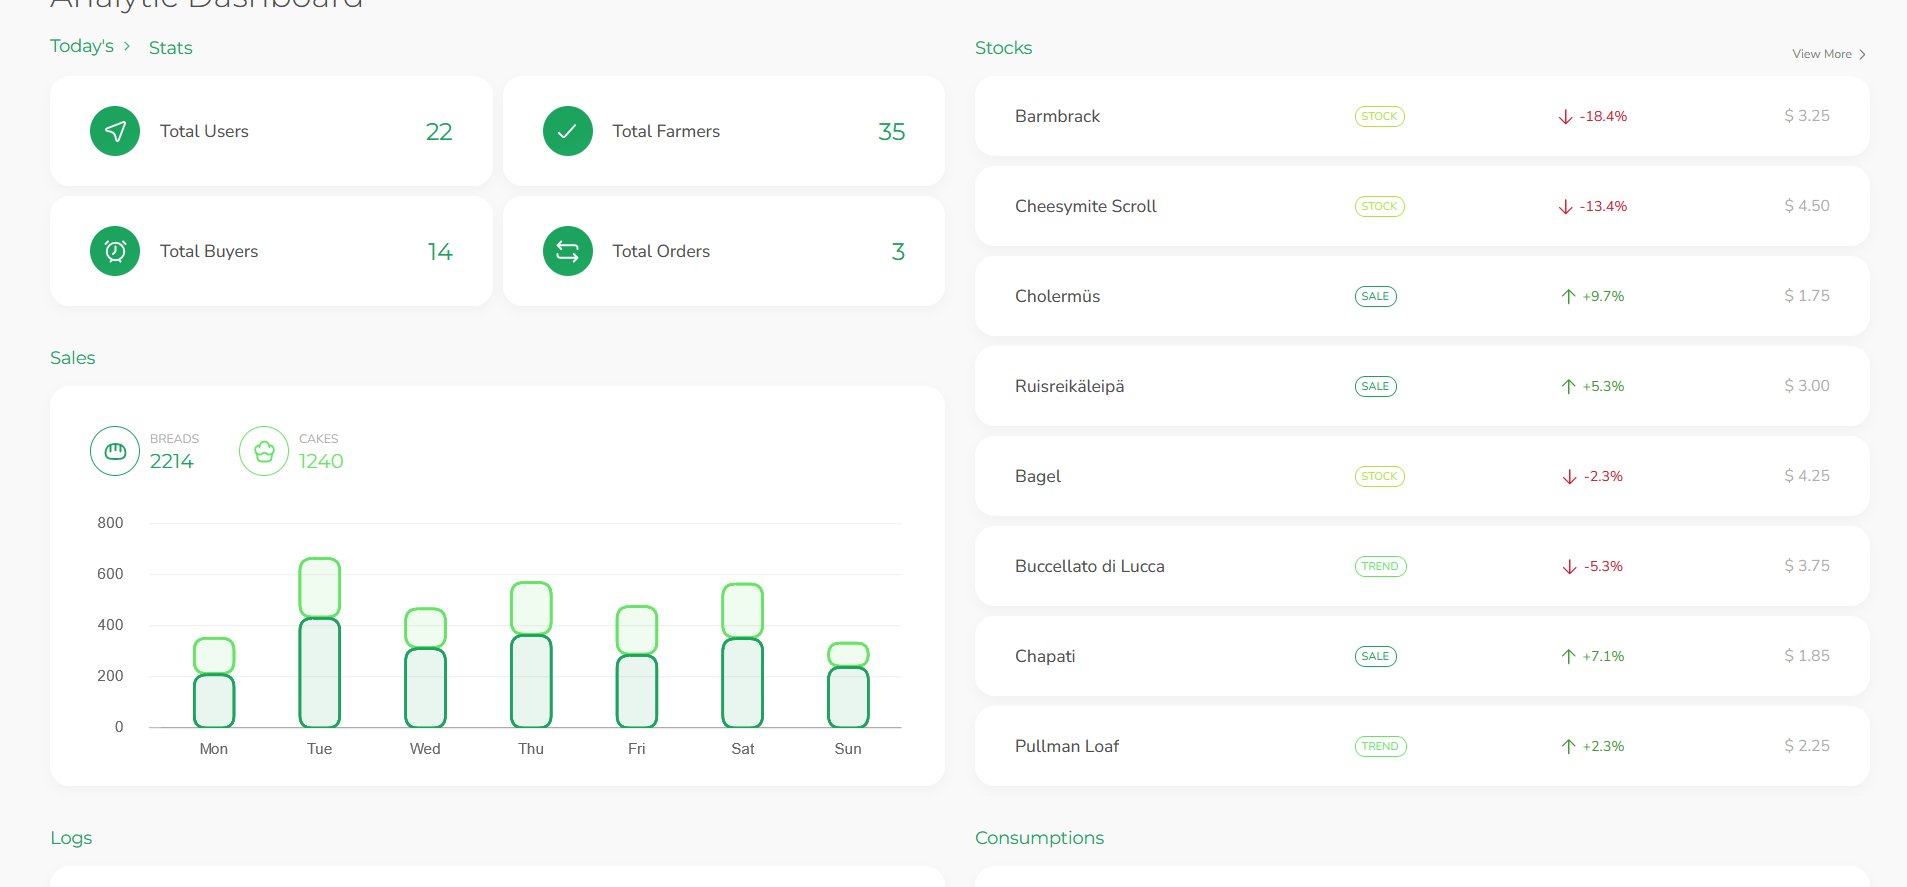 Analytic Dashboard
Today's
Stats
Total Users
22
Total Farmers
35
Total Buyers
14
Total Orders
3
Sales
BREADS
2214
CAKES
1240
800
600
400
200
0
Mon Tue Wed Thu Fri Sat Sun
Stocks
View More
Barmbrack STOCK -18.4% $ 3.25
Cheesymite Scroll STOCK -13.4% $ 4.50
Cholermüs SALE +9.7% $ 1.75
Ruisreikäleipä SALE +5.3% $ 3.00
Bagel STOCK -2.3% $ 4.25
Buccellato di Lucca TREND -5.3% $ 3.75
Chapati SALE +7.1% $ 1.85
Pullman Loaf TREND +2.3% $ 2.25
Logs
Consumptions